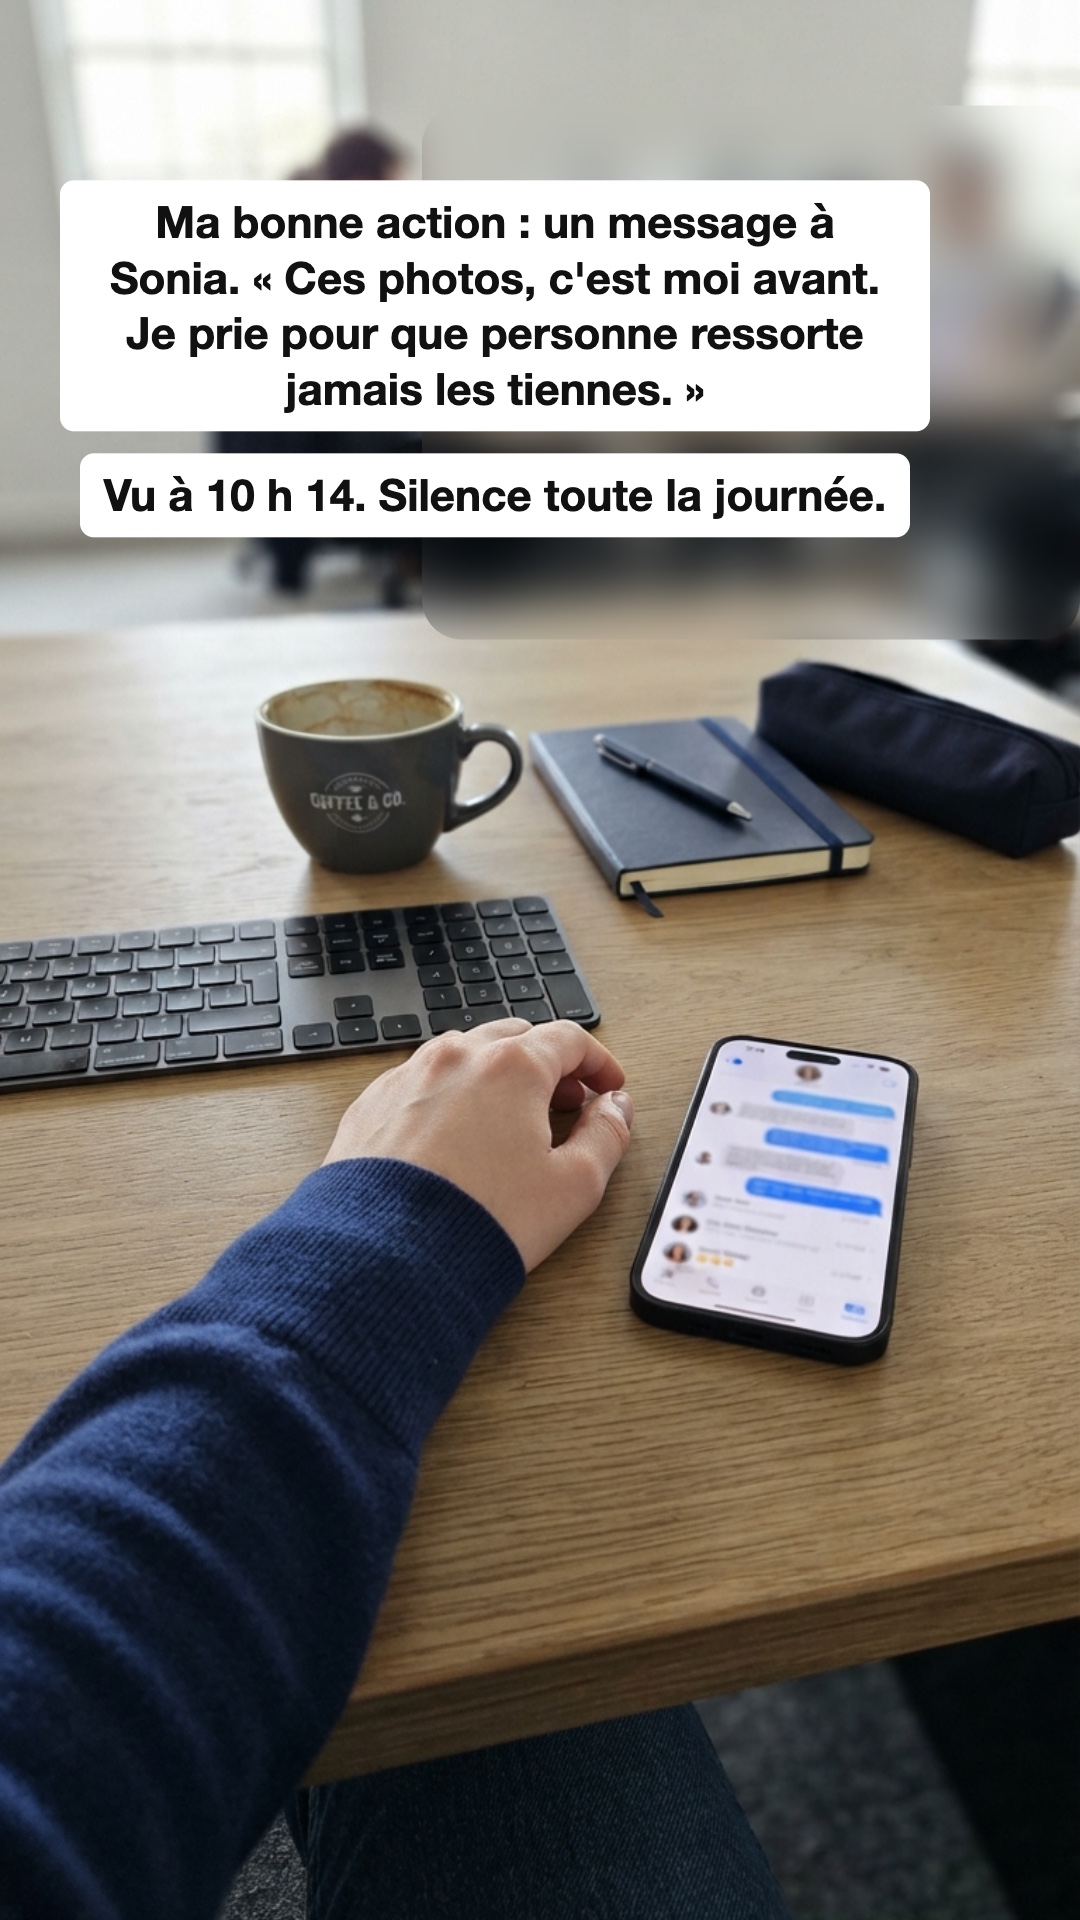 Ma bonne action : un message à
Sonia. « Ces photos, c'est moi avant.
Je prie pour que personne ressorte
jamais les tiennes. »
Vu à 10 h 14. Silence toute la journée.
COFFEE & CO.